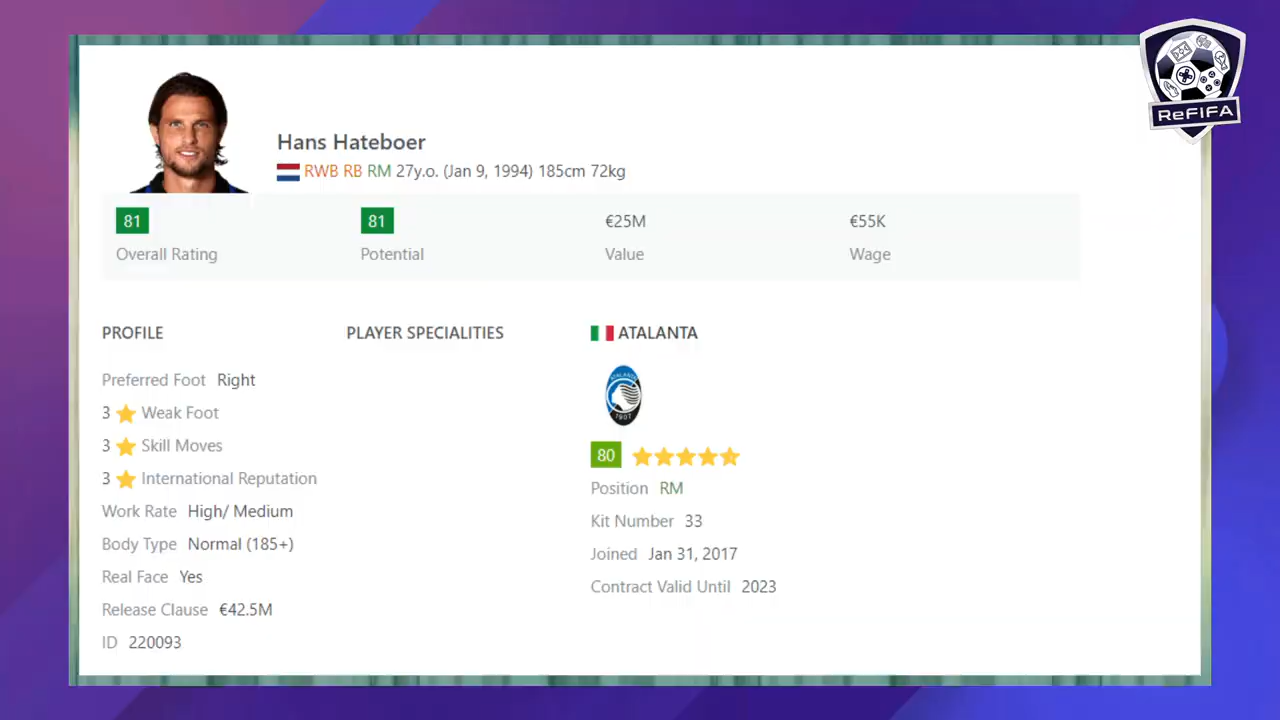 ReFIFA
Hans Hateboer
RWB RB RM 27y.o. (Jan 9, 1994) 185cm 72kg
81 81 €25M €55K
Overall Rating Potential Value Wage
PROFILE PLAYER SPECIALITIES ATALANTA
Preferred Foot Right
3 Weak Foot
3 Skill Moves
3 International Reputation
Work Rate High/ Medium
Body Type Normal (185+)
Real Face Yes
Release Clause €42.5M
ID 220093
ATALANTA
1907
80
Position RM
Kit Number 33
Joined Jan 31, 2017
Contract Valid Until 2023